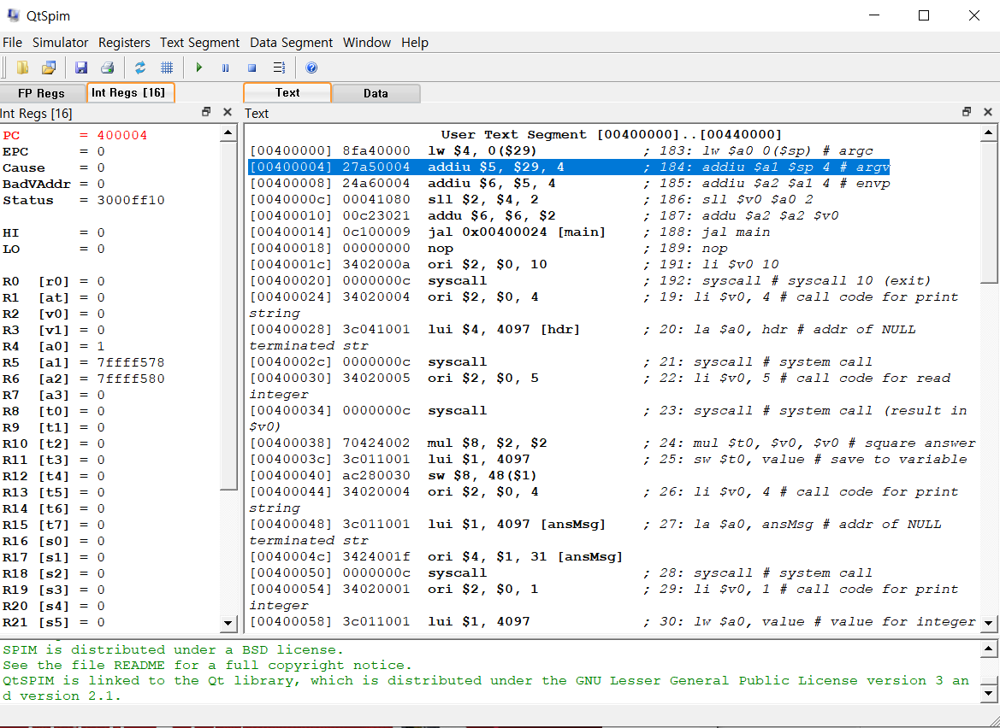 QtSpim
File Simulator Registers Text Segment Data Segment Window Help
FP Regs Int Regs [16] Text Data
Int Regs [16]
PC = 400004
EPC = 0
Cause = 0
BadVAddr = 0
Status = 3000ff10
HI = 0
LO = 0
R0 [r0] = 0
R1 [at] = 0
R2 [v0] = 0
R3 [v1] = 0
R4 [a0] = 1
R5 [a1] = 7ffff578
R6 [a2] = 7ffff580
R7 [a3] = 0
R8 [t0] = 0
R9 [t1] = 0
R10 [t2] = 0
R11 [t3] = 0
R12 [t4] = 0
R13 [t5] = 0
R14 [t6] = 0
R15 [t7] = 0
R16 [s0] = 0
R17 [s1] = 0
R18 [s2] = 0
R19 [s3] = 0
R20 [s4] = 0
R21 [s5] = 0
Text
User Text Segment [00400000]..[00440000]
[00400000] 8fa40000 lw $4, 0($29) ; 183: lw $a0 0($sp) # argc
[00400004] 27a50004 addiu $5, $29, 4 ; 184: addiu $a1 $sp 4 # argv
[00400008] 24a60004 addiu $6, $5, 4 ; 185: addiu $a2 $a1 4 # envp
[0040000c] 00041080 sll $2, $4, 2 ; 186: sll $v0 $a0 2
[00400010] 00c23021 addu $6, $6, $2 ; 187: addu $a2 $a2 $v0
[00400014] 0c100009 jal 0x00400024 [main] ; 188: jal main
[00400018] 00000000 nop ; 189: nop
[0040001c] 3402000a ori $2, $0, 10 ; 191: li $v0 10
[00400020] 0000000c syscall ; 192: syscall # syscall 10 (exit)
[00400024] 34020004 ori $2, $0, 4 ; 19: li $v0, 4 # call code for print
string
[00400028] 3c041001 lui $4, 4097 [hdr] ; 20: la $a0, hdr # addr of NULL
terminated str
[0040002c] 0000000c syscall ; 21: syscall # system call
[00400030] 34020005 ori $2, $0, 5 ; 22: li $v0, 5 # call code for read
integer
[00400034] 0000000c syscall ; 23: syscall # system call (result in
$v0)
[00400038] 70424002 mul $8, $2, $2 ; 24: mul $t0, $v0, $v0 # square answer
[0040003c] 3c011001 lui $1, 4097 ; 25: sw $t0, value # save to variable
[00400040] ac280030 sw $8, 48($1)
[00400044] 34020004 ori $2, $0, 4 ; 26: li $v0, 4 # call code for print
string
[00400048] 3c011001 lui $1, 4097 [ansMsg] ; 27: la $a0, ansMsg # addr of NULL
terminated str
[0040004c] 3424001f ori $4, $1, 31 [ansMsg]
[00400050] 0000000c syscall ; 28: syscall # system call
[00400054] 34020001 ori $2, $0, 1 ; 29: li $v0, 1 # call code for print
integer
[00400058] 3c011001 lui $1, 4097 ; 30: lw $a0, value # value for integer
SPIM is distributed under a BSD license.
See the file README for a full copyright notice.
QtSPIM is linked to the Qt library, which is distributed under the GNU Lesser General Public License version 3 an
d version 2.1.